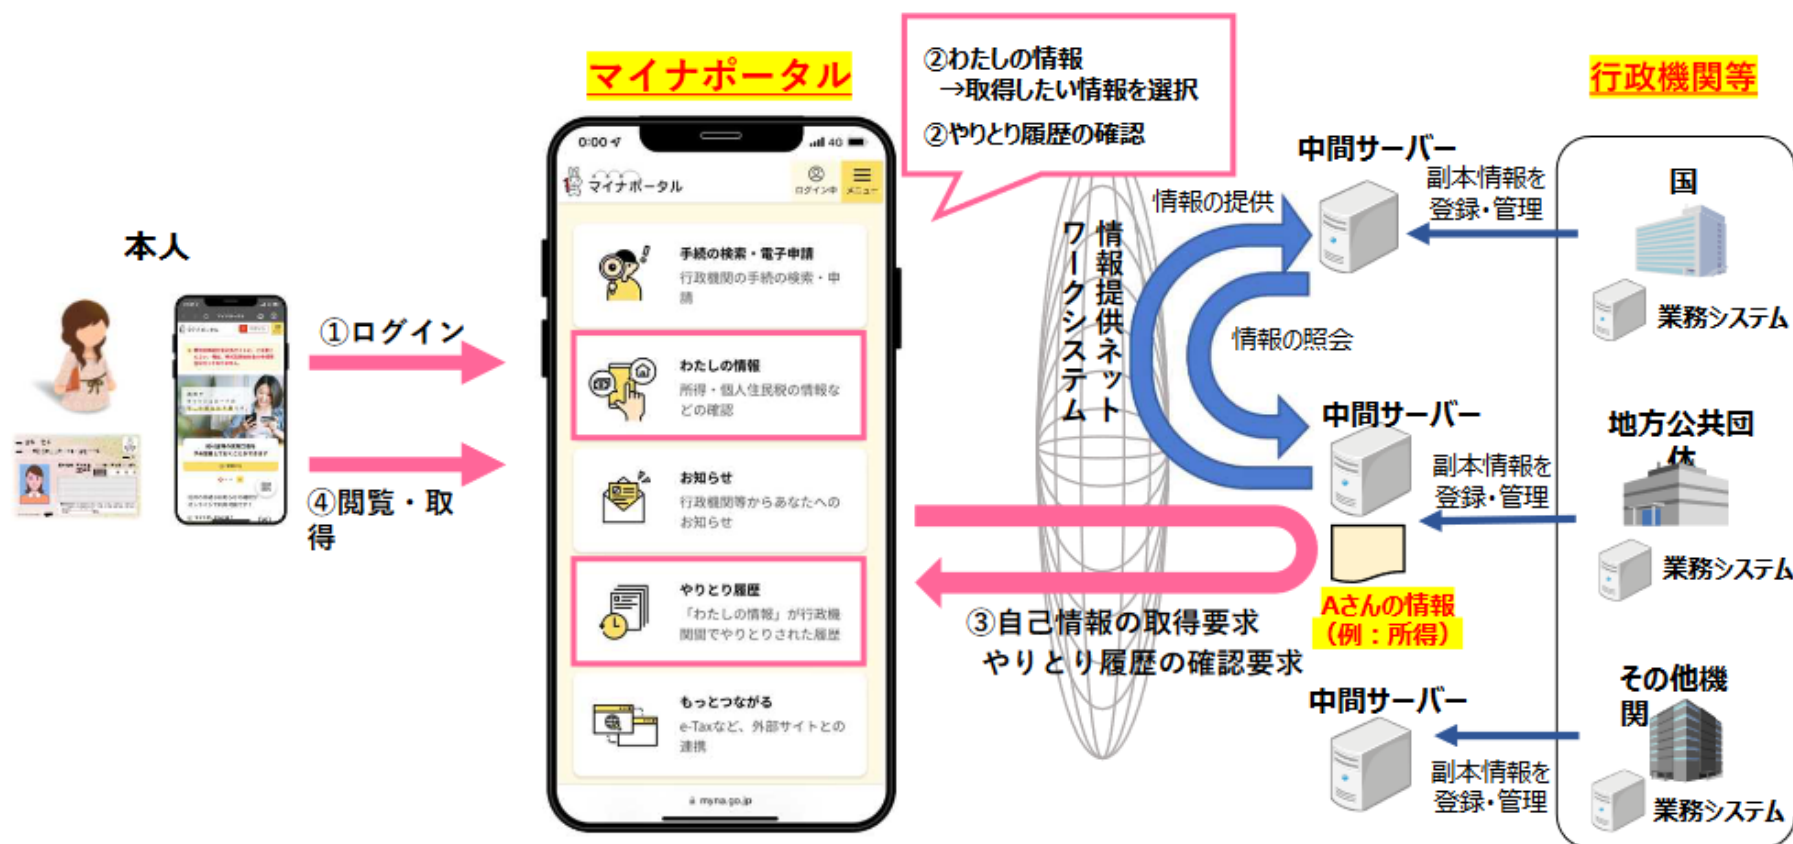 マイナポータル
②わたしの情報
→取得したい情報を選択
②やりとり履歴の確認
行政機関等
本人
①ログイン
④閲覧・取
得
0:00
4G
マイナポータル
ログイン中
メニュー
手続の検索・電子申請
行政機関の手続の検索・申
請
わたしの情報
所得・個人住民税の情報な
どの確認
お知らせ
行政機関等からあなたへの
お知らせ
やりとり履歴
「わたしの情報」が行政機
関間でやりとりされた履歴
もっとつながる
e-Taxなど、外部サイトとの
連携
myna.go.jp
情報提供ネット
ワークシステム
情報の提供
情報の照会
③自己情報の取得要求
やりとり履歴の確認要求
中間サーバー
副本情報を
登録・管理
国
業務システム
中間サーバー
副本情報を
登録・管理
地方公共団
体
業務システム
Aさんの情報
（例：所得）
中間サーバー
副本情報を
登録・管理
その他機
関
業務システム